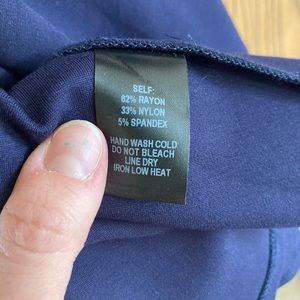 SELF:
62% RAYON
33% NYLON
5% SPANDEX
HAND WASH COLD
DO NOT BLEACH
LINE DRY
IRON LOW HEAT